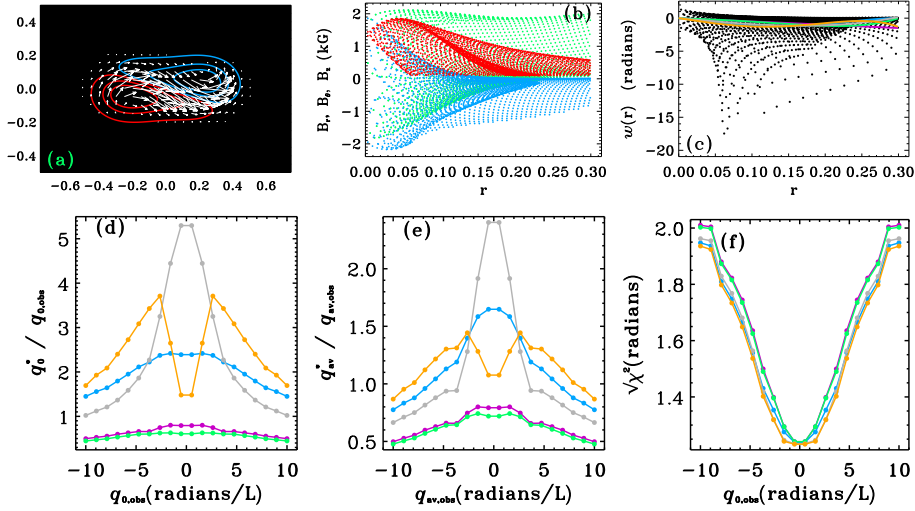 0.4
0.2
0.0
-0.2
-0.4
(a)
-0.6 -0.4 -0.2 0.0 0.2 0.4 0.6
Bᵣ, B_θ, B_z (kG)
2
1
0
-1
-2
(b)
0.00 0.05 0.10 0.15 0.20 0.25 0.30
r
w(r) (radians)
0
-5
-10
-15
-20
(c)
0.00 0.05 0.10 0.15 0.20 0.25 0.30
r
q₀* / q₀,obs
5
4
3
2
1
(d)
-10 -5 0 5 10
q₀,obs(radians/L)
q*av / qav,obs
2.0
1.5
1.0
0.5
(e)
-10 -5 0 5 10
qav,obs(radians/L)
√χ²(radians)
2.0
1.8
1.6
1.4
(f)
-10 -5 0 5 10
q₀,obs(radians/L)